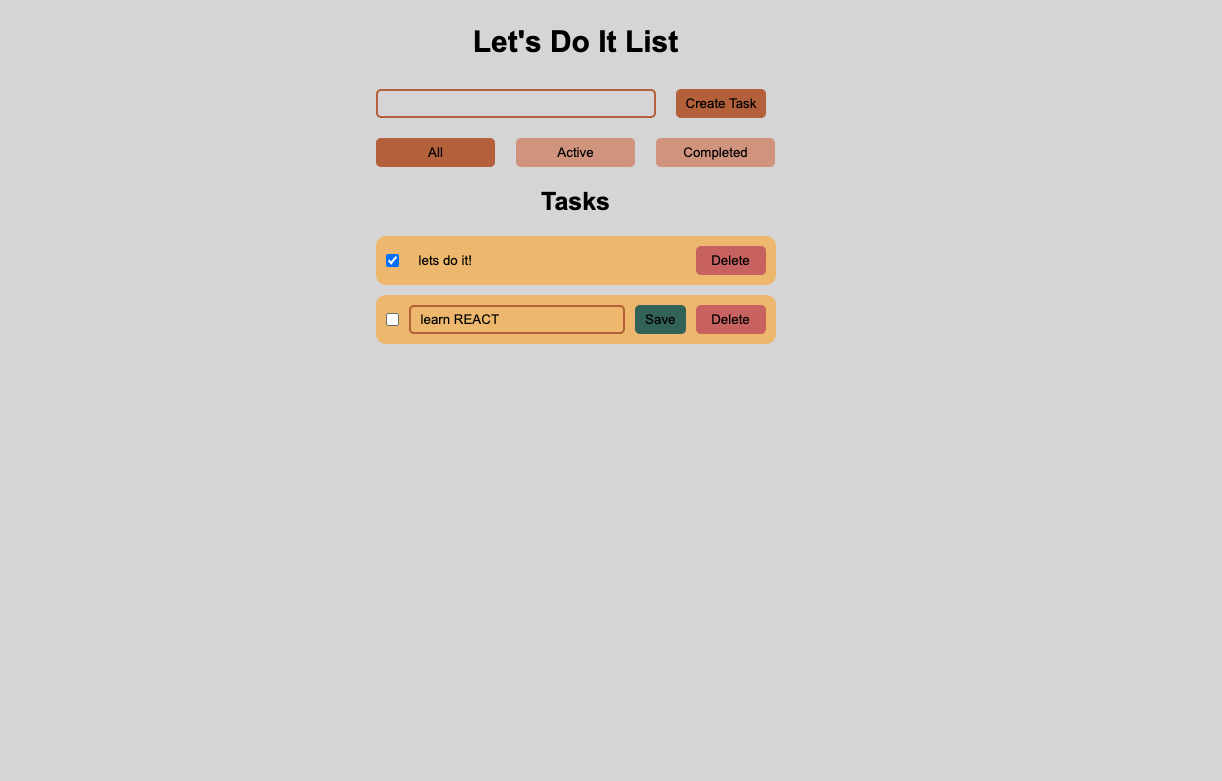 Let's Do It List
Create Task
All Active Completed
Tasks
lets do it! Delete
learn REACT Save Delete